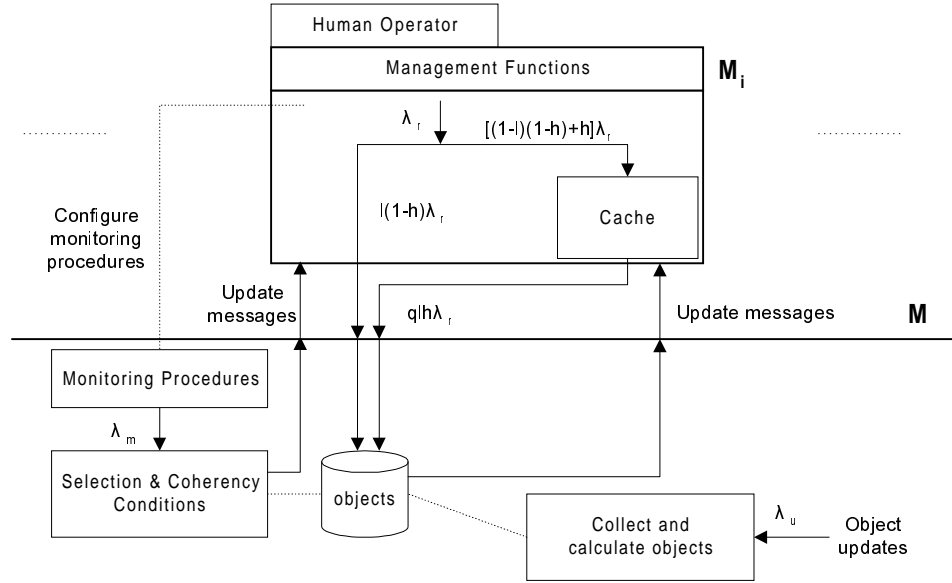 Human Operator
Management Functions
M i
λ r
[(1-l)(1-h)+h]λ r
l(1-h)λ r
Cache
Configure
monitoring
procedures
Update
messages
qlhλ r
Update messages
M
Monitoring Procedures
λ m
Selection & Coherency
Conditions
objects
Collect and
calculate objects
λ u
Object
updates